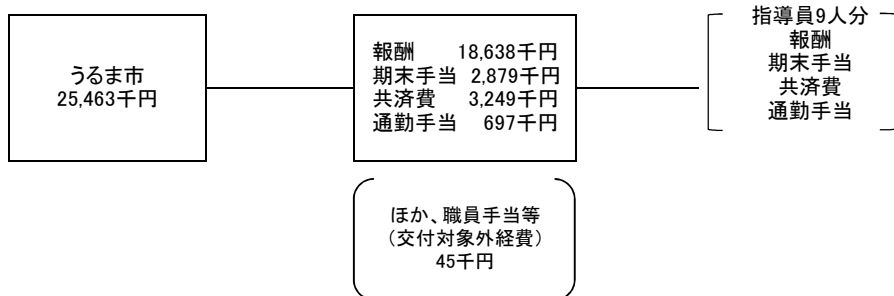 うるま市
25,463千円
報酬 18,638千円
期末手当 2,879千円
共済費 3,249千円
通勤手当 697千円
指導員9人分
報酬
期末手当
共済費
通勤手当
ほか、職員手当等
（交付対象外経費）
45千円